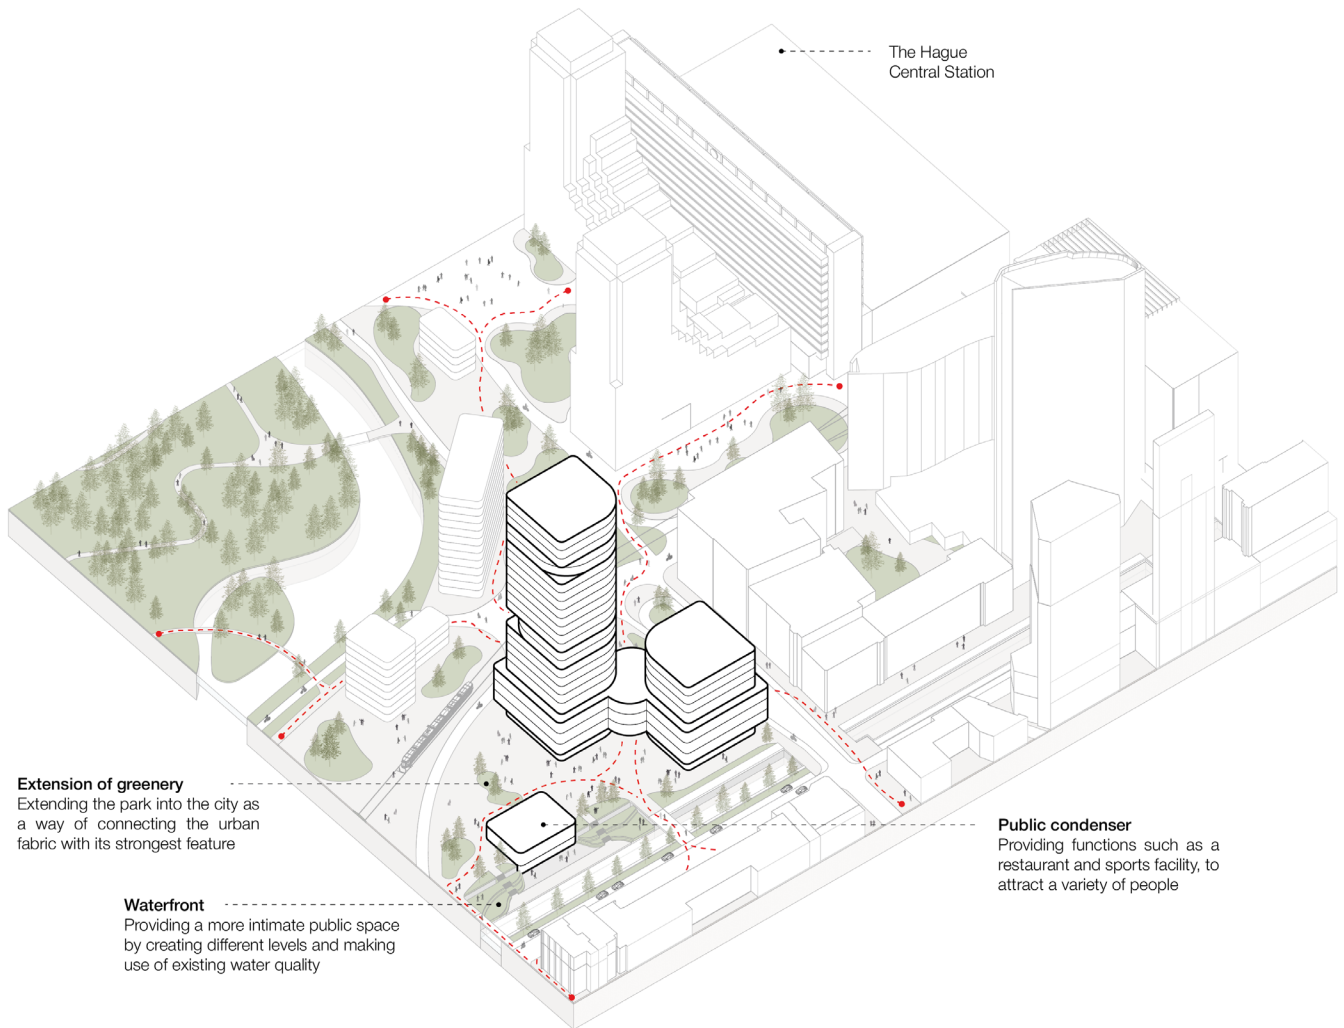 The Hague
Central Station
Extension of greenery
Extending the park into the city as
a way of connecting the urban
fabric with its strongest feature
Public condenser
Providing functions such as a
restaurant and sports facility, to
attract a variety of people
Waterfront
Providing a more intimate public space
by creating different levels and making
use of existing water quality